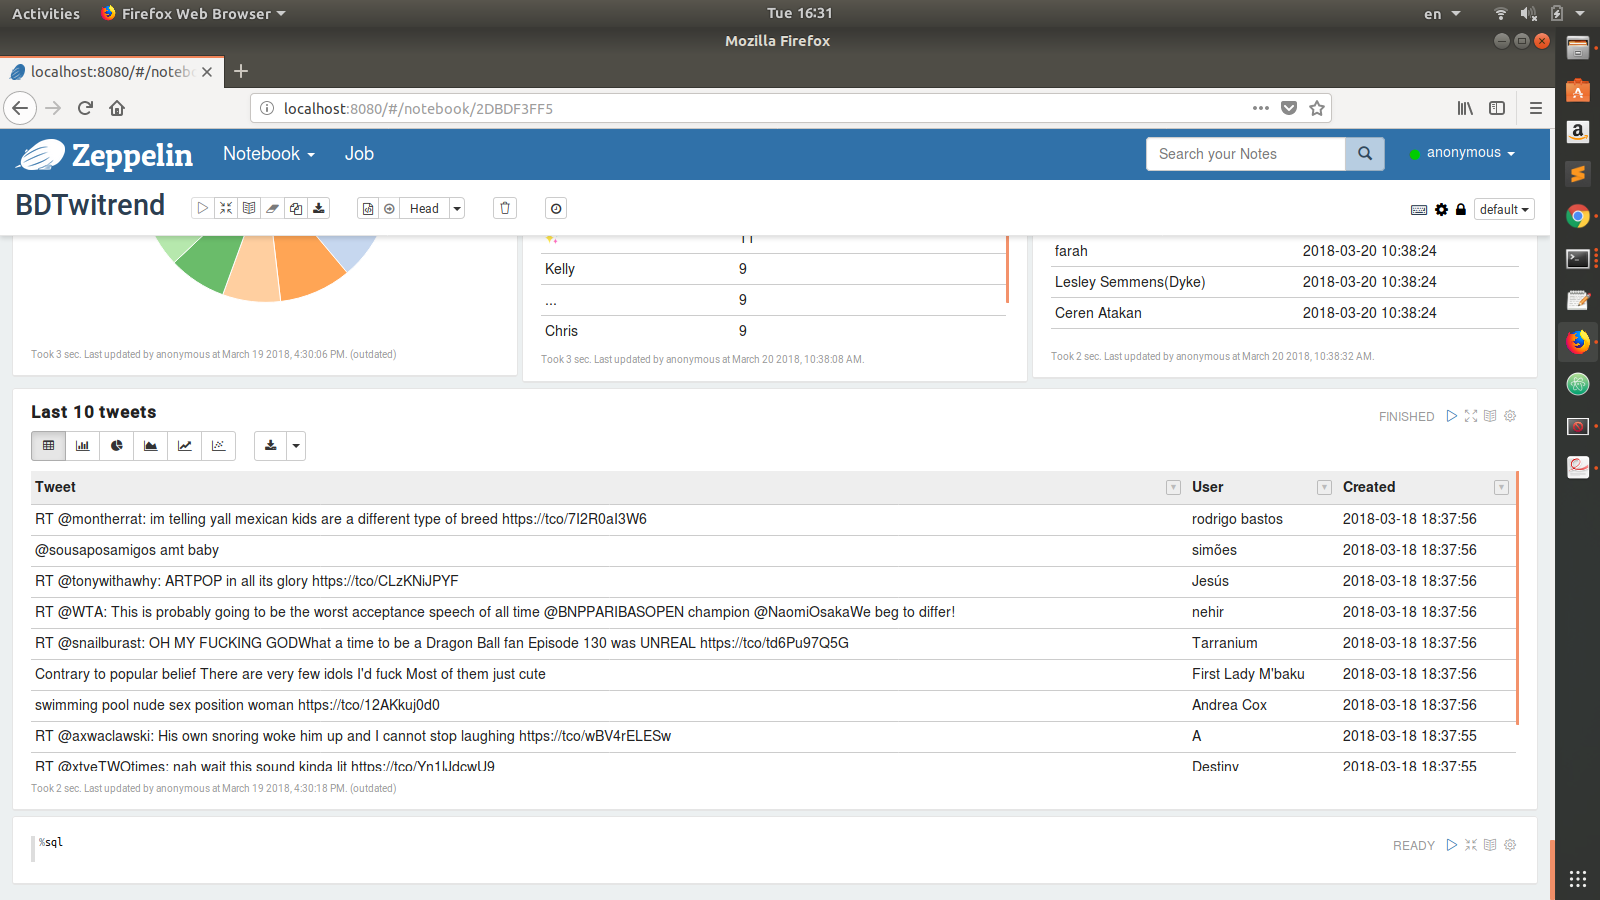 Activities Firefox Web Browser Tue 16:31 en
Mozilla Firefox
localhost:8080/#/notebo
localhost:8080/#/notebook/2DBDF3FF5
Zeppelin Notebook Job Search your Notes anonymous
BDTwitrend Head default
11
Kelly 9
... 9
Chris 9
Took 3 sec. Last updated by anonymous at March 19 2018, 4:30:06 PM. (outdated)
Took 3 sec. Last updated by anonymous at March 20 2018, 10:38:08 AM.
farah 2018-03-20 10:38:24
Lesley Semmens(Dyke) 2018-03-20 10:38:24
Ceren Atakan 2018-03-20 10:38:24
Took 2 sec. Last updated by anonymous at March 20 2018, 10:38:32 AM.
Last 10 tweets
FINISHED
Tweet User Created
RT @montherrat: im telling yall mexican kids are a different type of breed https://tco/7I2R0aI3W6 rodrigo bastos 2018-03-18 18:37:56
@sousaposamigos amt baby simões 2018-03-18 18:37:56
RT @tonywithawhy: ARTPOP in all its glory https://tco/CLzKNiJPYF Jesús 2018-03-18 18:37:56
RT @WTA: This is probably going to be the worst acceptance speech of all time @BNPPARIBASOPEN champion @NaomiOsakaWe beg to differ! nehir 2018-03-18 18:37:56
RT @snailburast: OH MY FUCKING GODWhat a time to be a Dragon Ball fan Episode 130 was UNREAL https://tco/td6Pu97Q5G Tarranium 2018-03-18 18:37:56
Contrary to popular belief There are very few idols I'd fuck Most of them just cute First Lady M'baku 2018-03-18 18:37:56
swimming pool nude sex position woman https://tco/12AKkuj0d0 Andrea Cox 2018-03-18 18:37:56
RT @axwaclawski: His own snoring woke him up and I cannot stop laughing https://tco/wBV4rELESw A 2018-03-18 18:37:55
RT @xtveTWOtimes: nah wait this sound kinda lit https://tco/Yn1lJdcwU9 Destiny 2018-03-18 18:37:55
Took 2 sec. Last updated by anonymous at March 19 2018, 4:30:18 PM. (outdated)
%sql
READY